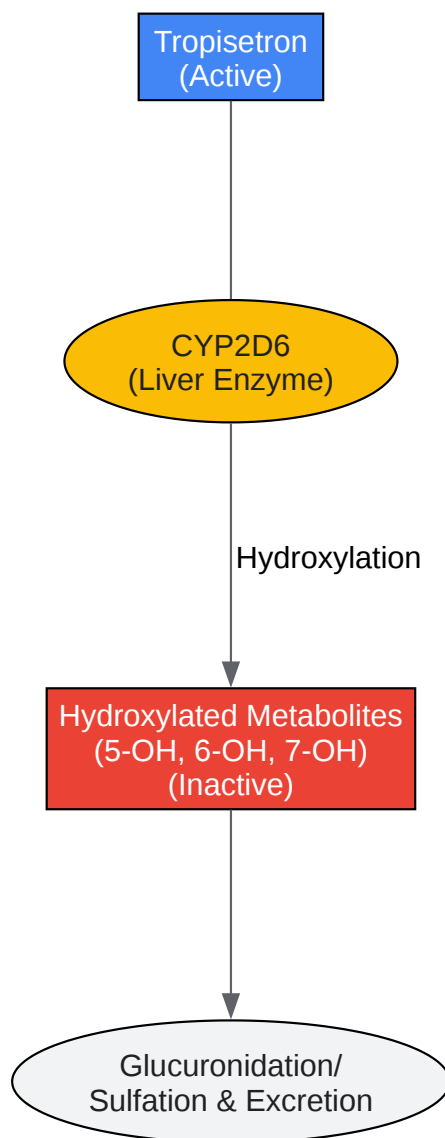 Tropisetron
(Active)
CYP2D6
(Liver Enzyme)
Hydroxylation
Hydroxylated Metabolites
(5-OH, 6-OH, 7-OH)
(Inactive)
Glucuronidation/
Sulfation & Excretion